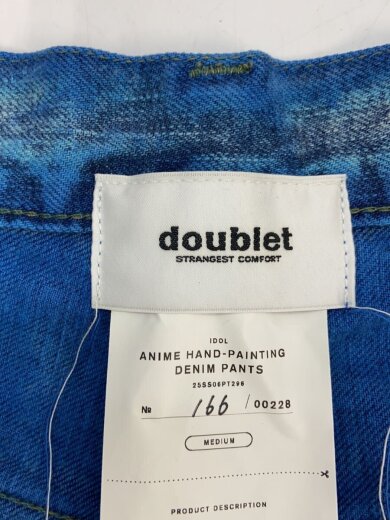 doublet
STRANGEST COMFORT
IDOL
ANIME HAND-PAINTING
DENIM PANTS
25SS06PT296
№ 166 / 00228
MEDIUM
PRODUCT DESCRIPTION